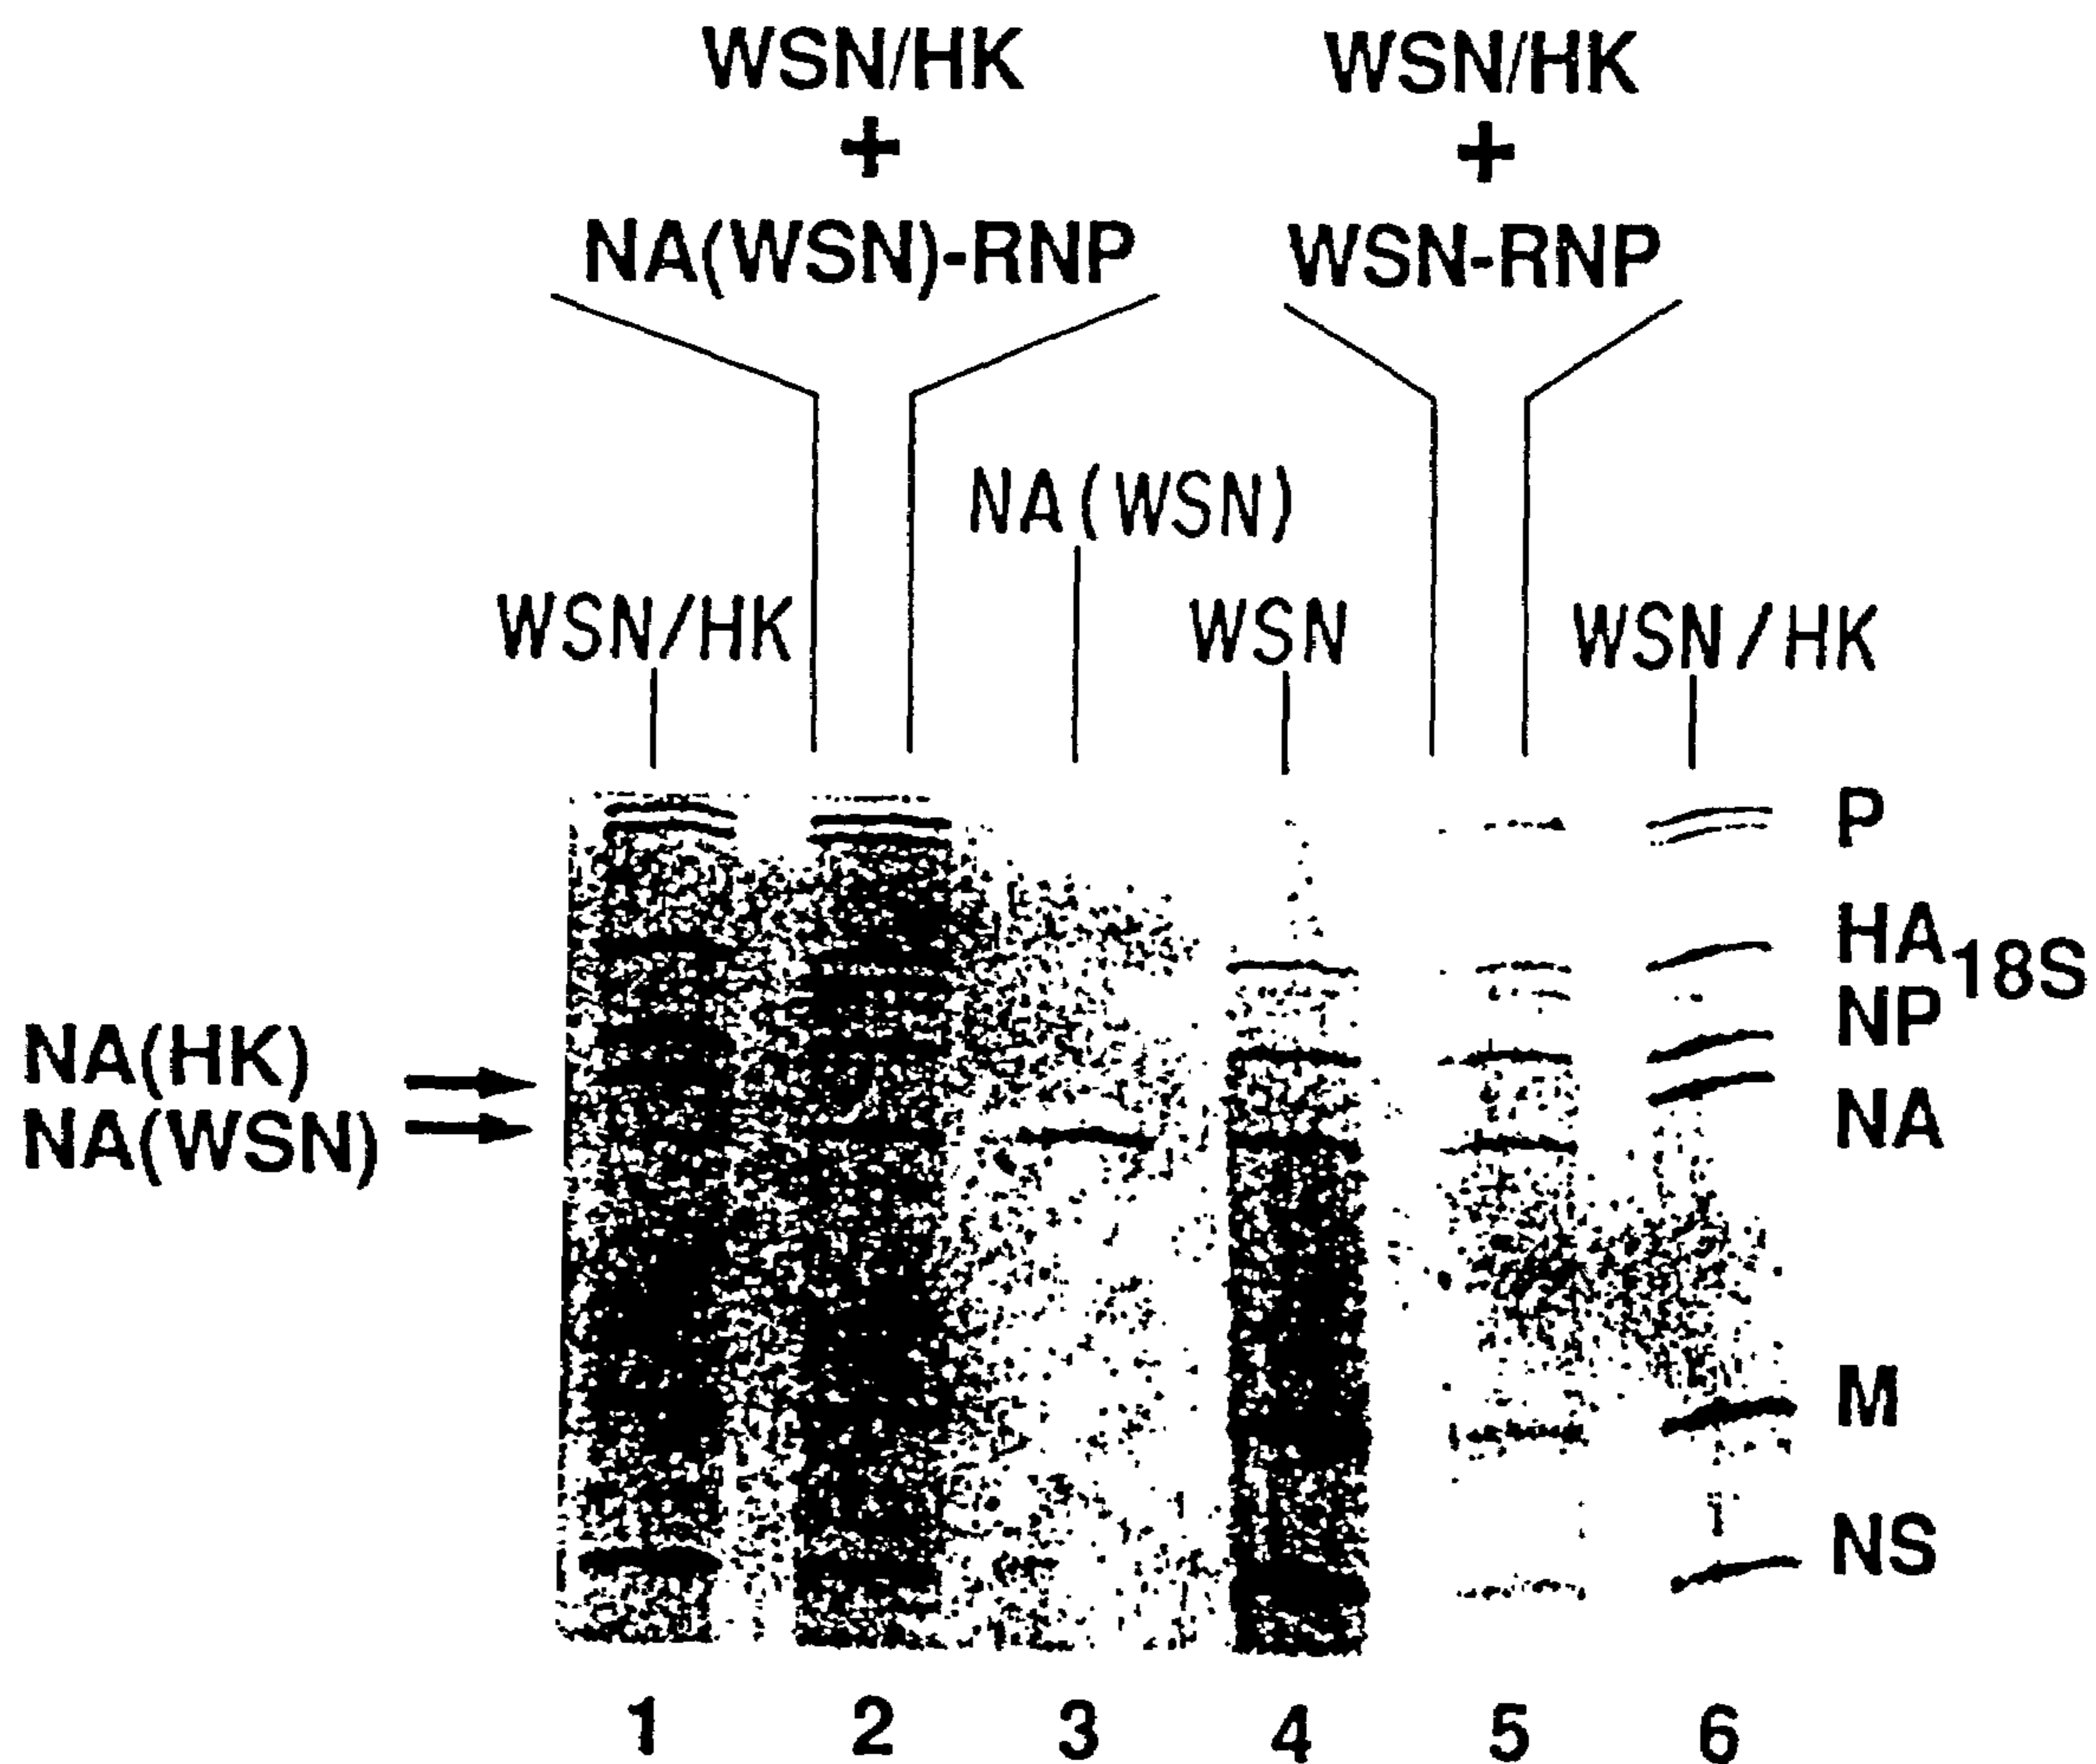 WSN/HK
+
NA(WSN)-RNP
WSN/HK
+
WSN-RNP
NA(WSN)
WSN/HK
WSN
WSN/HK
P
HA
18S
NP
NA(HK)
NA(WSN)
NA
M
NS
1 2 3 4 5 6